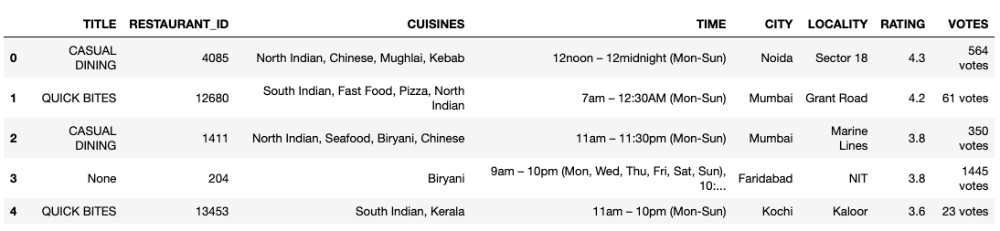 TITLE RESTAURANT_ID CUISINES TIME CITY LOCALITY RATING VOTES
0 CASUAL DINING 4085 North Indian, Chinese, Mughlai, Kebab 12noon – 12midnight (Mon-Sun) Noida Sector 18 4.3 564 votes
1 QUICK BITES 12680 South Indian, Fast Food, Pizza, North Indian 7am – 12:30AM (Mon-Sun) Mumbai Grant Road 4.2 61 votes
2 CASUAL DINING 1411 North Indian, Seafood, Biryani, Chinese 11am – 11:30pm (Mon-Sun) Mumbai Marine Lines 3.8 350 votes
3 None 204 Biryani 9am – 10pm (Mon, Wed, Thu, Fri, Sat, Sun), 10:... Faridabad NIT 3.8 1445 votes
4 QUICK BITES 13453 South Indian, Kerala 11am – 10pm (Mon-Sun) Kochi Kaloor 3.6 23 votes